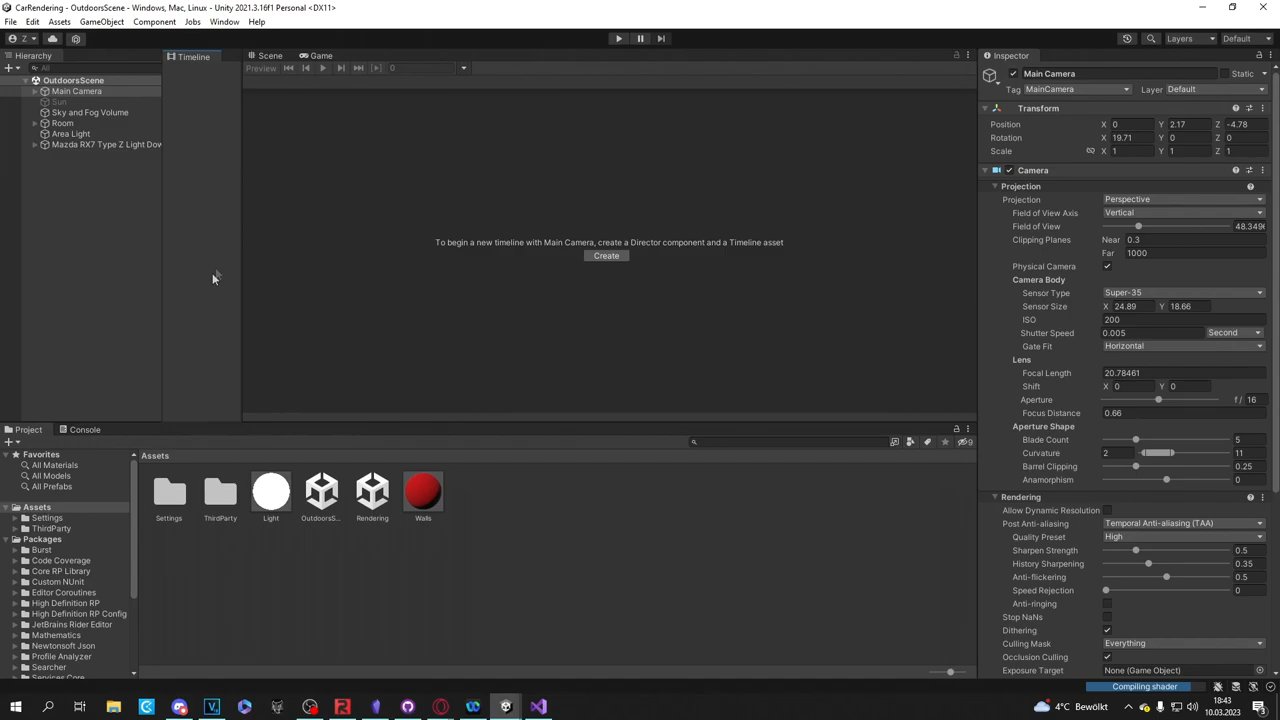 CarRendering - OutdoorsScene - Windows, Mac, Linux - Unity 2021.3.16f1 Personal <DX11>
File Edit Assets GameObject Component Jobs Window Help
Z
Layers
Default
Hierarchy
All
OutdoorsScene
Main Camera
Sun
Sky and Fog Volume
Room
Area Light
Mazda RX7 Type Z Light Dow
Timeline
Scene
Game
Preview
0
To begin a new timeline with Main Camera, create a Director component and a Timeline asset
Create
Inspector
Main Camera
Static
Tag MainCamera Layer Default
Transform
Position X 0 Y 2.17 Z -4.78
Rotation X 19.71 Y 0 Z 0
Scale X 1 Y 1 Z 1
Camera
Projection
Projection Perspective
Field of View Axis Vertical
Field of View 48.349
Clipping Planes Near 0.3
Far 1000
Physical Camera
Camera Body
Sensor Type Super-35
Sensor Size X 24.89 Y 18.66
ISO 200
Shutter Speed 0.005 Second
Gate Fit Horizontal
Lens
Focal Length 20.78461
Shift X 0 Y 0
Aperture f / 16
Focus Distance 0.66
Aperture Shape
Blade Count 5
Curvature 2 11
Barrel Clipping 0.25
Anamorphism 0
Rendering
Allow Dynamic Resolution
Post Anti-aliasing Temporal Anti-aliasing (TAA)
Quality Preset High
Sharpen Strength 0.5
History Sharpening 0.35
Anti-flickering 0.5
Speed Rejection 0
Anti-ringing
Stop NaNs
Dithering
Culling Mask Everything
Occlusion Culling
Exposure Target None (Game Object)
Project
Console
9
Favorites
All Materials
All Models
All Prefabs
Assets
Settings
ThirdParty
Packages
Burst
Code Coverage
Core RP Library
Custom NUnit
Editor Coroutines
High Definition RP
High Definition RP Config
JetBrains Rider Editor
Mathematics
Newtonsoft Json
Profile Analyzer
Searcher
Assets
Settings
ThirdParty
Light
OutdoorsS...
Rendering
Walls
Compiling shader
4°C Bewölkt
18:43
10.03.2023